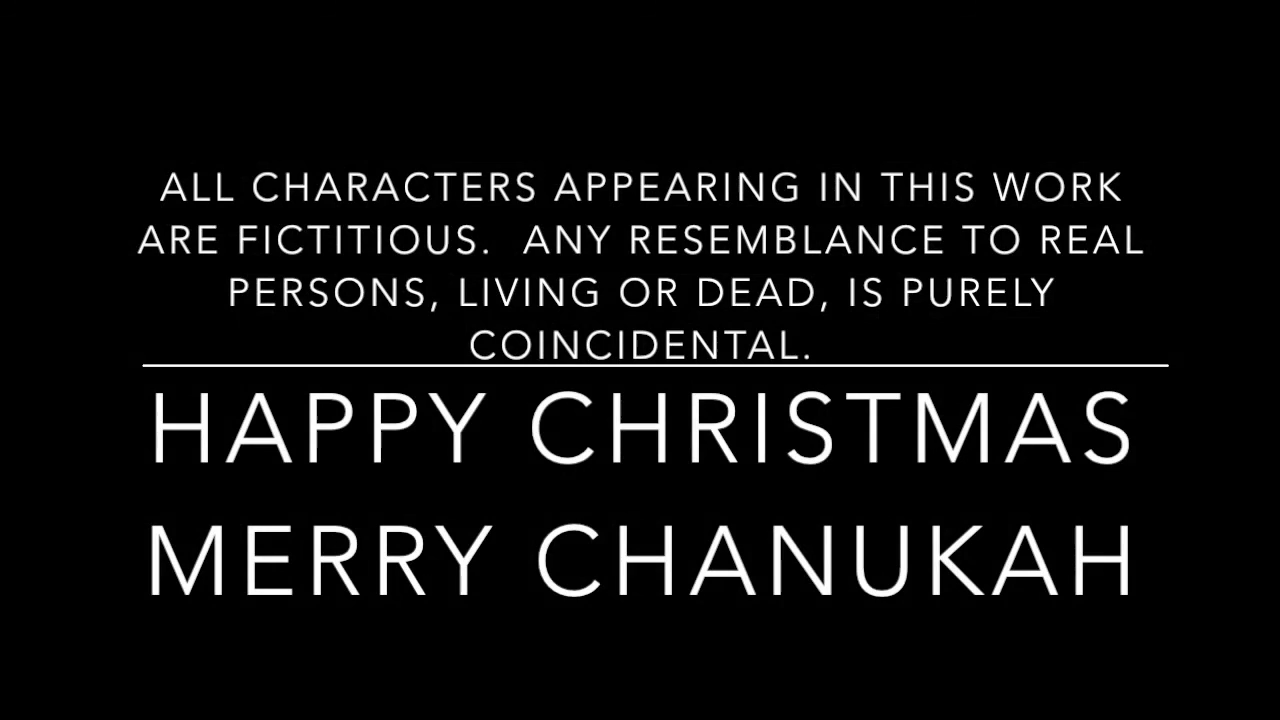 ALL CHARACTERS APPEARING IN THIS WORK
ARE FICTITIOUS.  ANY RESEMBLANCE TO REAL
PERSONS, LIVING OR DEAD, IS PURELY
COINCIDENTAL.
HAPPY CHRISTMAS
MERRY CHANUKAH